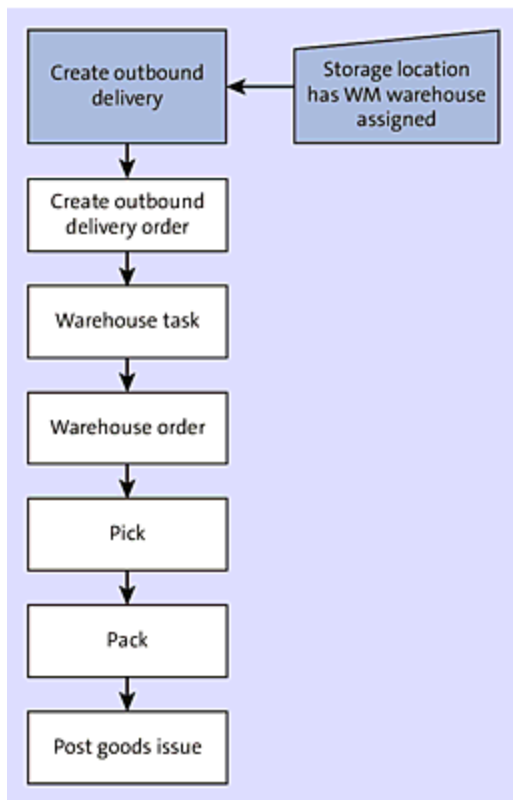 Create outbound
delivery
Storage location
has WM warehouse
assigned
Create outbound
delivery order
Warehouse task
Warehouse order
Pick
Pack
Post goods issue